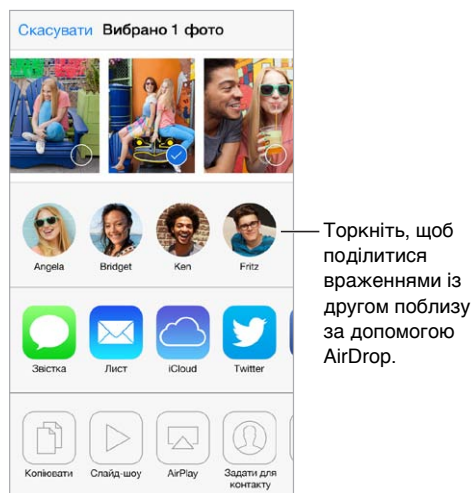 Скасувати Вибрано 1 фото
Angela Bridget Ken Fritz
Торкніть, щоб
поділитися
враженнями із
другом поблизу
за допомогою
AirDrop.
Звістка Лист iCloud Twitter
Копіювати Слайд-шоу AirPlay Задати для
контакту